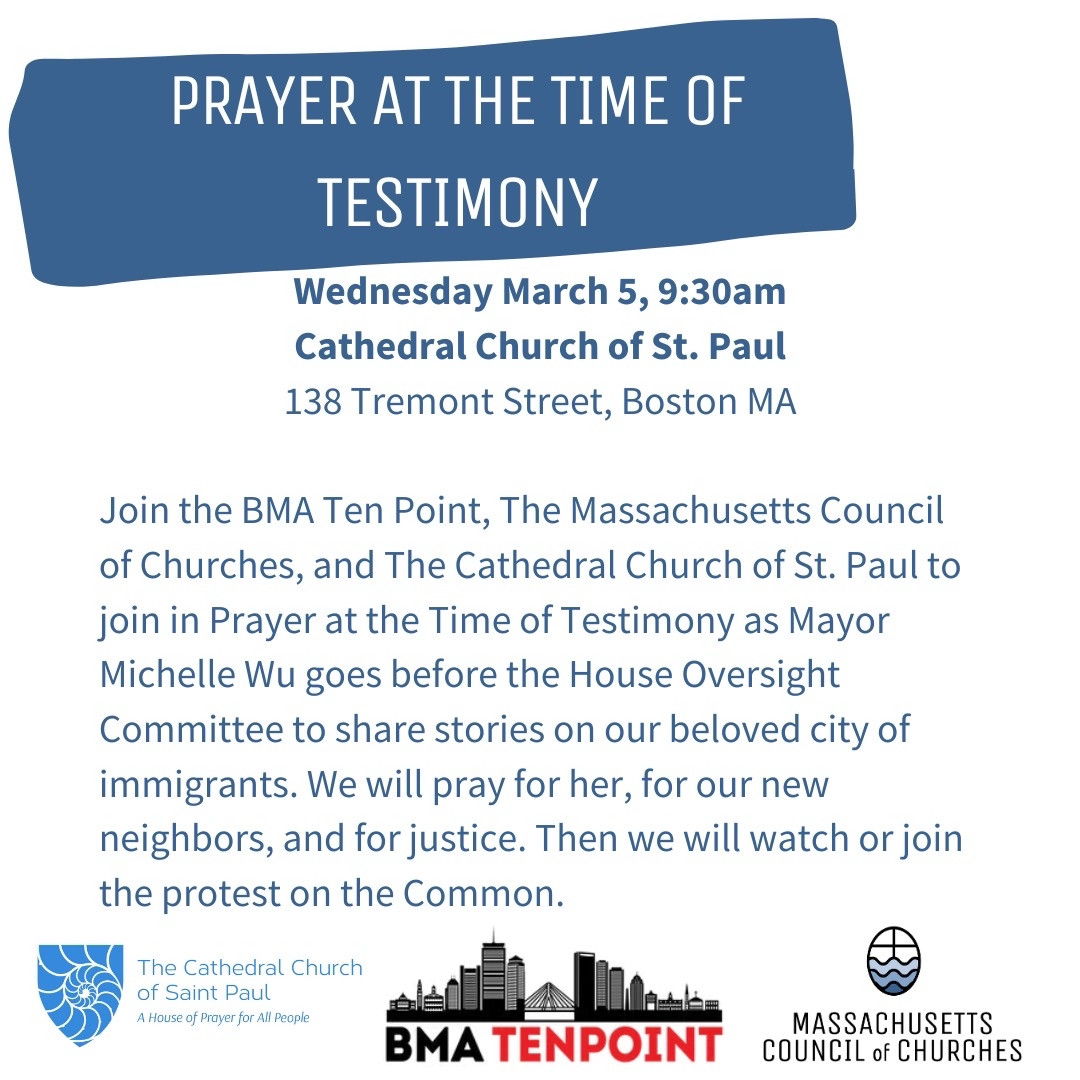 PRAYER AT THE TIME OF
TESTIMONY
Wednesday March 5, 9:30am
Cathedral Church of St. Paul
138 Tremont Street, Boston MA
Join the BMA Ten Point, The Massachusetts Council
of Churches, and The Cathedral Church of St. Paul to
join in Prayer at the Time of Testimony as Mayor
Michelle Wu goes before the House Oversight
Committee to share stories on our beloved city of
immigrants. We will pray for her, for our new
neighbors, and for justice. Then we will watch or join
the protest on the Common.
The Cathedral Church
of Saint Paul
A House of Prayer for All People
BMA TENPOINT
MASSACHUSETTS
COUNCIL of CHURCHES